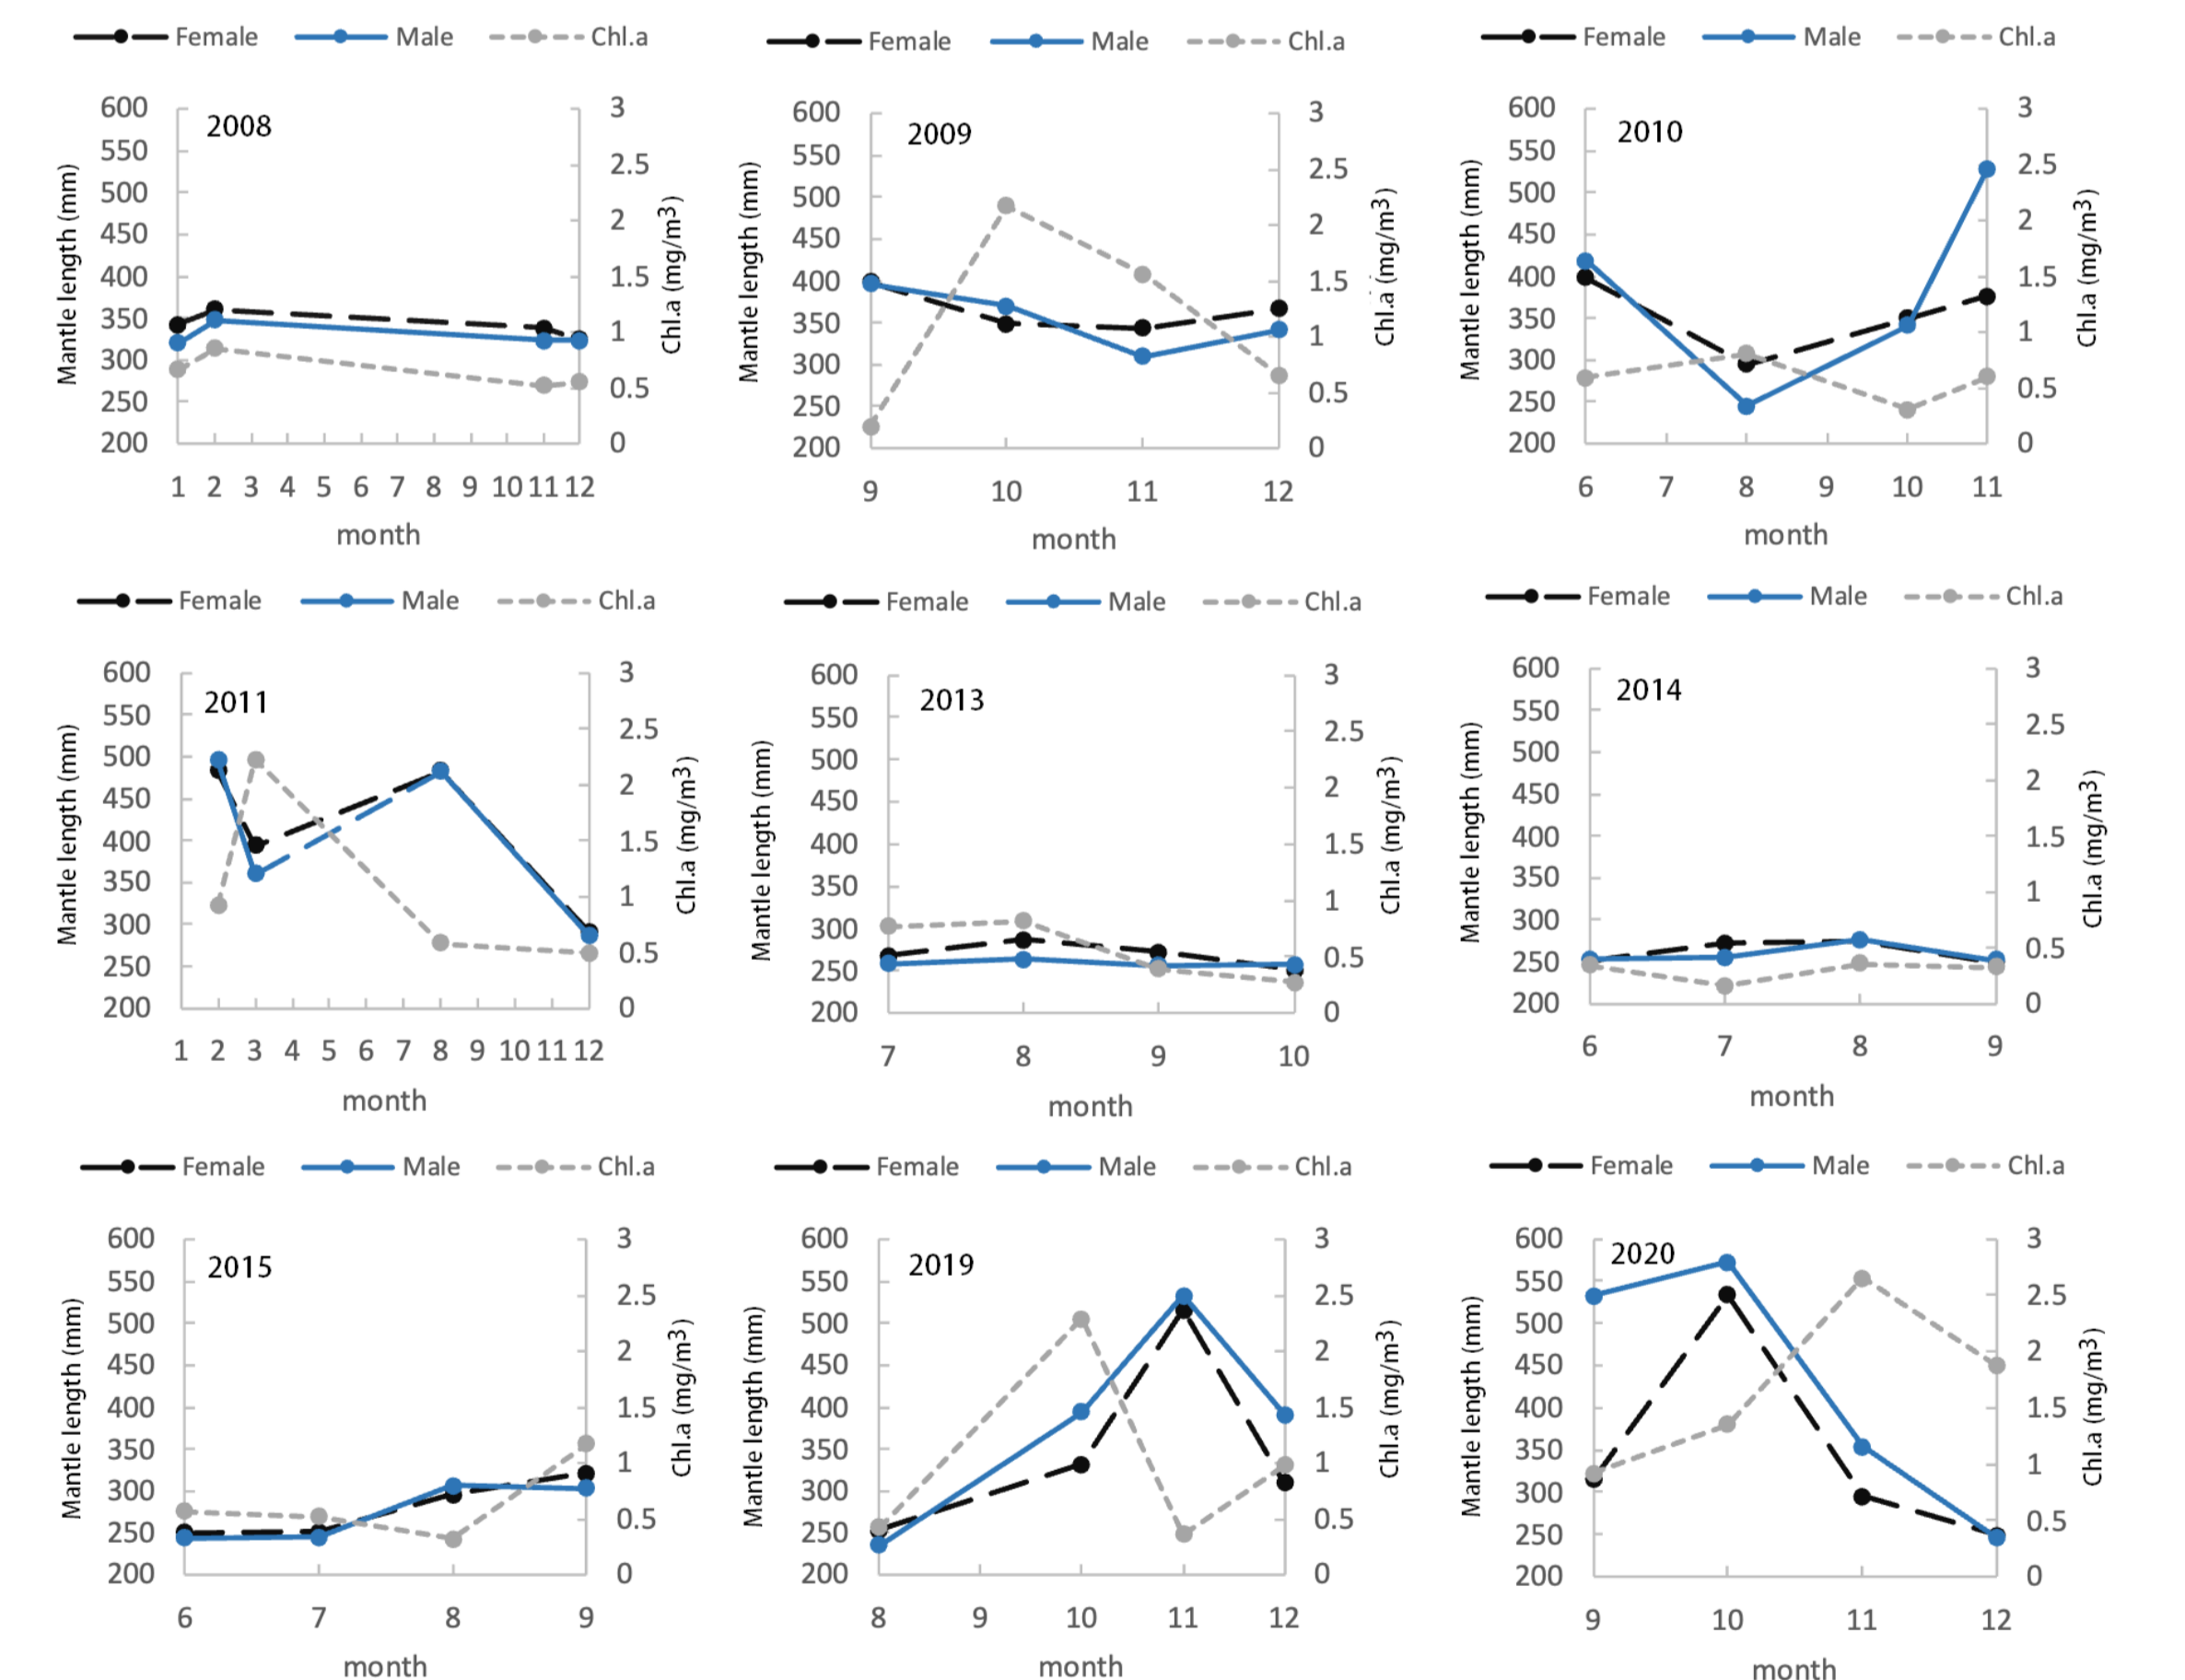 Female Male Chl.a
600 3
2008
550 2.5
500 2
450
400 1.5
350 1
300
250 0.5
200 0
Mantle length (mm)
Chl.a (mg/m3)
1 2 3 4 5 6 7 8 9 10 11 12
month
Female Male Chl.a
600 3
2009
550 2.5
500 2
450
400 1.5
350 1
300
250 0.5
200 0
Mantle length (mm)
Chl.a (mg/m3)
9 10 11 12
month
Female Male Chl.a
600 3
2010
550 2.5
500 2
450
400 1.5
350 1
300
250 0.5
200 0
Mantle length (mm)
Chl.a (mg/m3)
6 7 8 9 10 11
month
Female Male Chl.a
600 3
2011
550 2.5
500 2
450
400 1.5
350 1
300
250 0.5
200 0
Mantle length (mm)
Chl.a (mg/m3)
1 2 3 4 5 6 7 8 9 10 11 12
month
Female Male Chl.a
600 3
2013
550 2.5
500 2
450
400 1.5
350 1
300
250 0.5
200 0
Mantle length (mm)
Chl.a (mg/m3)
7 8 9 10
month
Female Male Chl.a
600 3
2014
550 2.5
500 2
450
400 1.5
350 1
300
250 0.5
200 0
Mantle length (mm)
Chl.a (mg/m3)
6 7 8 9
month
Female Male Chl.a
600 3
2015
550 2.5
500 2
450
400 1.5
350 1
300
250 0.5
200 0
Mantle length (mm)
Chl.a (mg/m3)
6 7 8 9
month
Female Male Chl.a
600 3
2019
550 2.5
500 2
450
400 1.5
350 1
300
250 0.5
200 0
Mantle length (mm)
Chl.a (mg/m3)
8 9 10 11 12
month
Female Male Chl.a
600 3
2020
550 2.5
500 2
450
400 1.5
350 1
300
250 0.5
200 0
Mantle length (mm)
Chl.a (mg/m3)
9 10 11 12
month